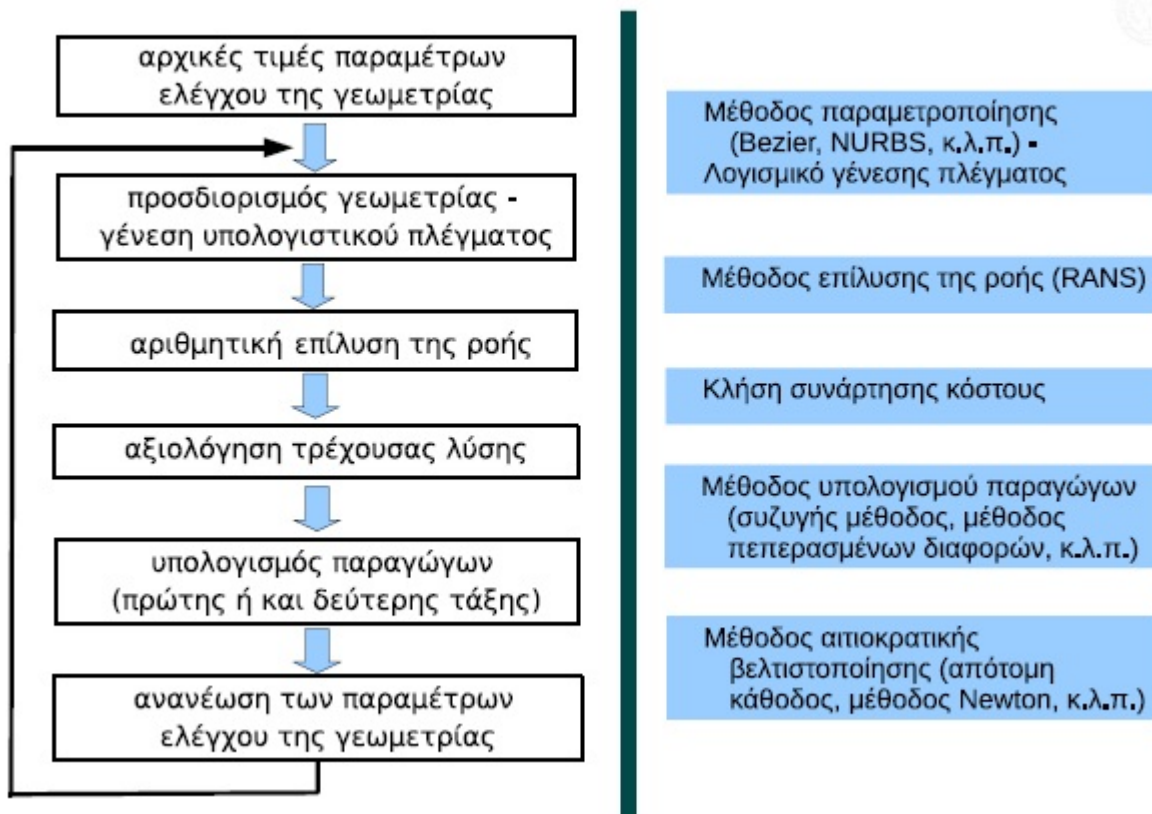 αρχικές τιμές παραμέτρων
ελέγχου της γεωμετρίας
προσδιορισμός γεωμετρίας -
γένεση υπολογιστικού πλέγματος
αριθμητική επίλυση της ροής
αξιολόγηση τρέχουσας λύσης
υπολογισμός παραγώγων
(πρώτης ή και δεύτερης τάξης)
ανανέωση των παραμέτρων
ελέγχου της γεωμετρίας
Μέθοδος παραμετροποίησης
(Bezier, NURBS, κ.λ.π.) -
Λογισμικό γένεσης πλέγματος
Μέθοδος επίλυσης της ροής (RANS)
Κλήση συνάρτησης κόστους
Μέθοδος υπολογισμού παραγώγων
(συζυγής μέθοδος, μέθοδος
πεπερασμένων διαφορών, κ.λ.π.)
Μέθοδος αιτιοκρατικής
βελτιστοποίησης (απότομη
κάθοδος, μέθοδος Newton, κ.λ.π.)